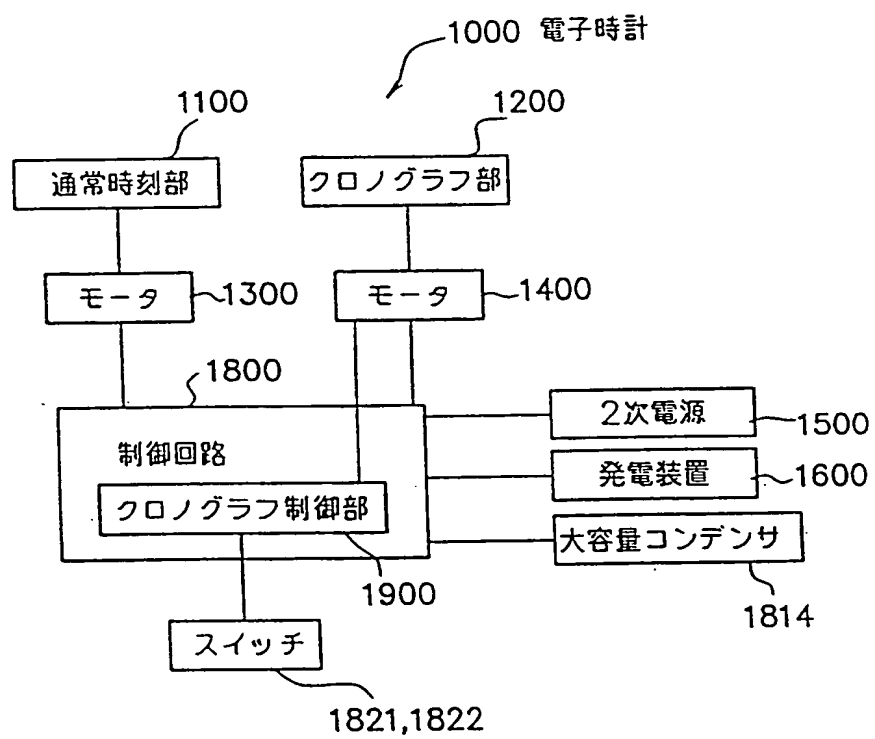 1000 電子時計
1100
1200
通常時刻部
クロノグラフ部
モータ
1300
モータ
1400
1800
制御回路
クロノグラフ制御部
1900
2次電源
1500
発電装置
1600
大容量コンデンサ
1814
スイッチ
1821,1822